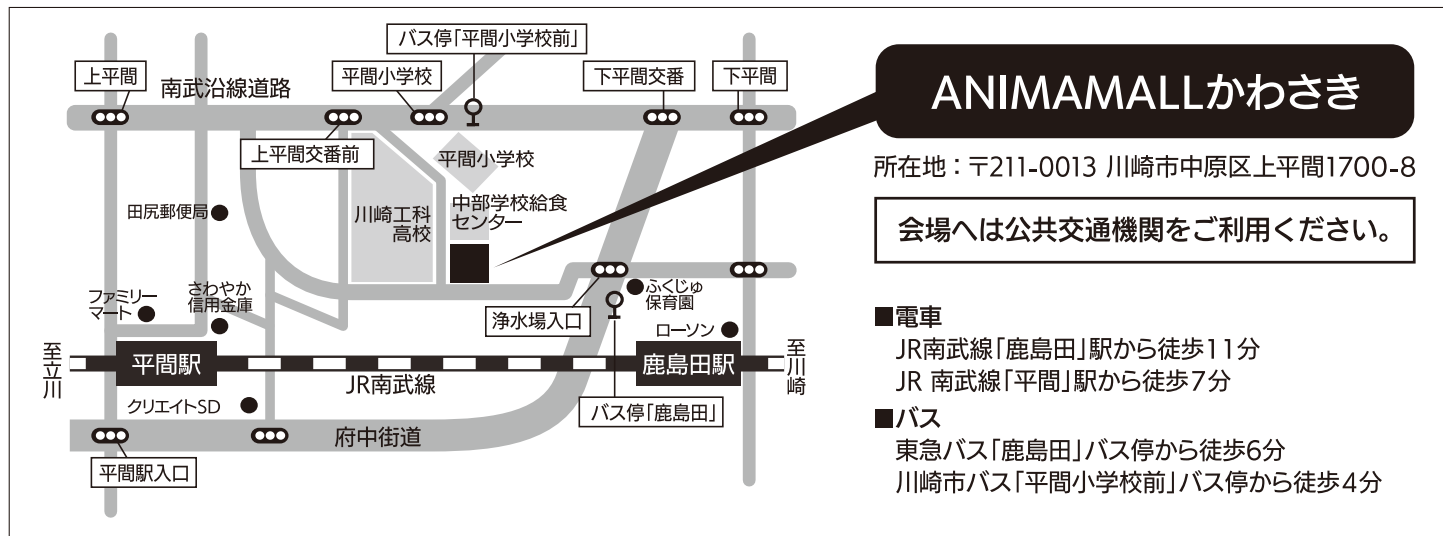 バス停「平間小学校前」
上平間
平間小学校
下平間交番
下平間
南武沿線道路
上平間交番前
平間小学校
田尻郵便局
川崎工科
高校
中部学校給食
センター
ファミリー
マート
さわやか
信用金庫
浄水場入口
ふくじゅ
保育園
ローソン
至立川
平間駅
JR南武線
鹿島田駅
至川崎
クリエイトSD
バス停「鹿島田」
府中街道
平間駅入口
ANIMAMALLかわさき
所在地:〒211-0013 川崎市中原区上平間1700-8
会場へは公共交通機関をご利用ください。
■電車
JR南武線「鹿島田」駅から徒歩11分
JR 南武線「平間」駅から徒歩7分
■バス
東急バス「鹿島田」バス停から徒歩6分
川崎市バス「平間小学校前」バス停から徒歩4分